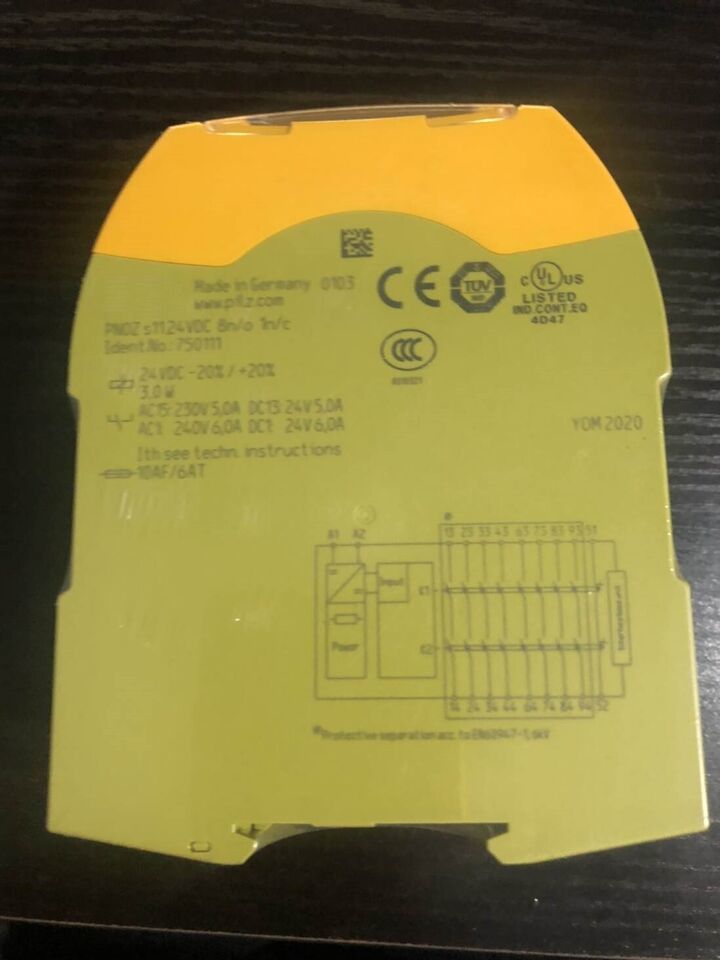 Made in Germany 0103
www.pilz.com
CE
TÜV
C UL US
LISTED
IND.CONT.EQ
4D47
PNOZ s11 24VDC 8n/o 1n/c
Ident.No.: 750111
CCC
24 VDC -20% / +20%
3,0 W
AC15: 230V 5,0A DC13: 24V 5,0A
AC1: 240V 6,0A DC1: 24V 6,0A
YOM 2020
Ith see techn. instructions
10AF/6AT
A1 A2
13 23 33 43 63 73 83 93 51
Input
K1
Power
K2
14 24 34 44 64 74 84 94 52
*Protective separation acc. to EN60947-1, 6kV